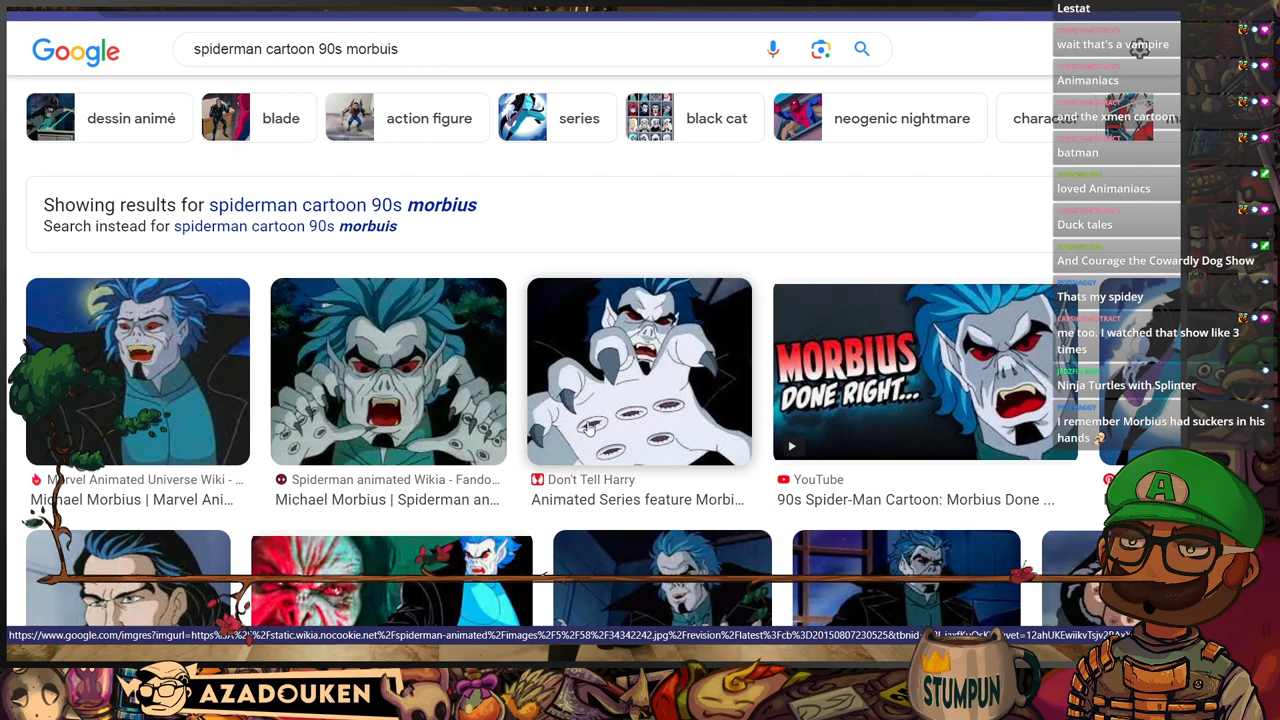 Google
spiderman cartoon 90s morbuis
dessin animé
blade
action figure
series
black cat
neogenic nightmare
Showing results for spiderman cartoon 90s morbius
Search instead for spiderman cartoon 90s morbuis
MORBIUS
DONE RIGHT...
Marvel Animated Universe Wiki - ...
Michael Morbius | Marvel Ani...
Spiderman animated Wikia - Fando...
Michael Morbius | Spiderman an...
Don't Tell Harry
Animated Series feature Morbi...
YouTube
90s Spider-Man Cartoon: Morbius Done ...
Lestat
wait that's a vampire
Animaniacs
and the xmen cartoon
batman
loved Animaniacs
Duck tales
And Courage the Cowardly Dog Show
Thats my spidey
me too. I watched that show like 3
times
Ninja Turtles with Splinter
I remember Morbius had suckers in his
hands
A
AZADOUKEN
STUMPUN